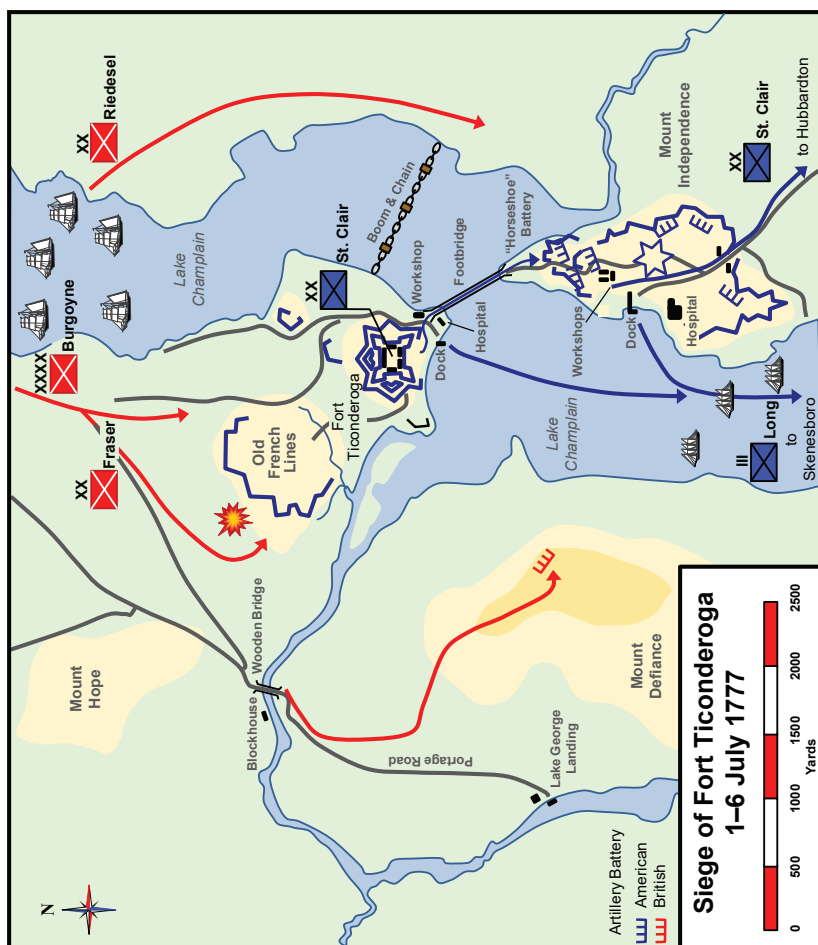 N
Mount
Hope
Blockhouse
Wooden Bridge
Portage Road
Lake George
Landing
XX
Fraser
XXXX
Burgoyne
XX
Riedesel
Lake
Champlain
Old
French
Lines
Fort
Ticonderoga
XX
St. Clair
Boom & Chain
Workshop
Footbridge
"Horseshoe"
Battery
Dock
Hospital
Lake
Champlain
Workshops
Dock
Hospital
Mount
Independence
XX
St. Clair
to Hubbardton
III
Long
to
Skenesboro
Mount
Defiance
Artillery Battery
American
British
Siege of Fort Ticonderoga
1–6 July 1777
0 500 1000 1500 2000 2500
Yards